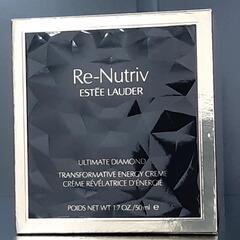 Re-Nutriv
ESTĒE LAUDER
ULTIMATE DIAMOND
TRANSFORMATIVE ENERGY CREME
CRÈME RÉVÉLATRICE D'ÉNERGIE
POIDS NET WT 1.7 OZ./50 ml e